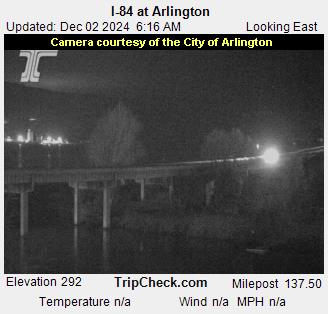 I-84 at Arlington
Updated: Dec 02 2024 6:16 AM Looking East
Camera courtesy of the City of Arlington
Elevation 292 TripCheck.com Milepost 137.50
Temperature n/a Wind n/a MPH n/a